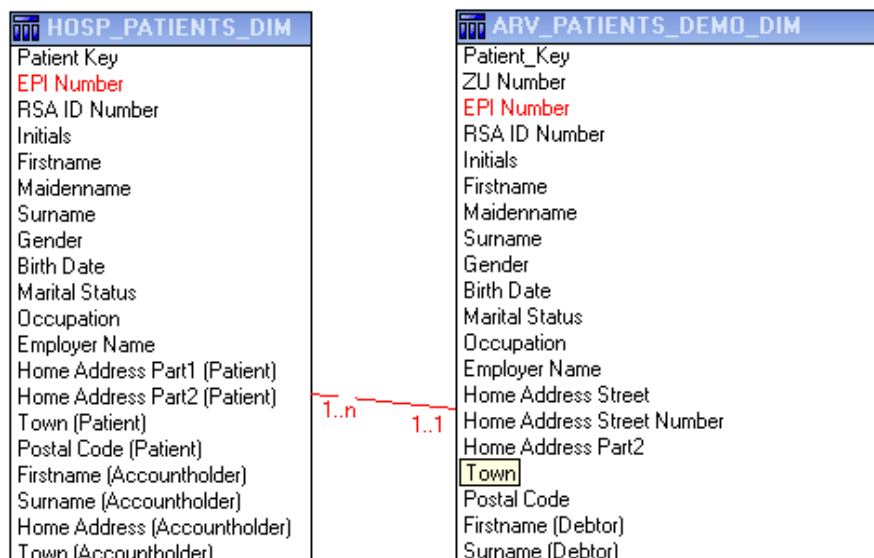 HOSP_PATIENTS_DIM
Patient Key
EPI Number
RSA ID Number
Initials
Firstname
Maidenname
Surname
Gender
Birth Date
Marital Status
Occupation
Employer Name
Home Address Part1 (Patient)
Home Address Part2 (Patient)
Town (Patient)
Postal Code (Patient)
Firstname (Accountholder)
Surname (Accountholder)
Home Address (Accountholder)
Town (Accountholder)
1..n
1..1
ARV_PATIENTS_DEMO_DIM
Patient_Key
ZU Number
EPI Number
RSA ID Number
Initials
Firstname
Maidenname
Surname
Gender
Birth Date
Marital Status
Occupation
Employer Name
Home Address Street
Home Address Street Number
Home Address Part2
Town
Postal Code
Firstname (Debtor)
Surname (Debtor)